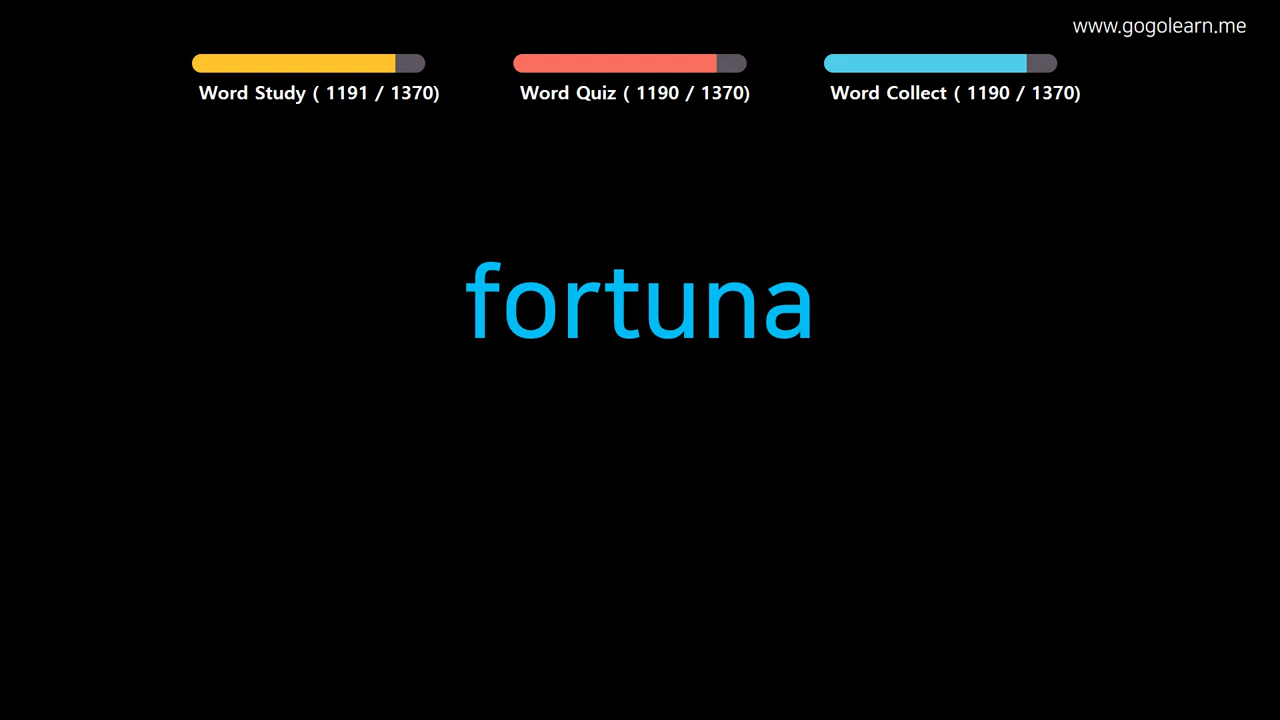 www.gogolearn.me
Word Study ( 1191 / 1370)
Word Quiz ( 1190 / 1370)
Word Collect ( 1190 / 1370)
fortuna